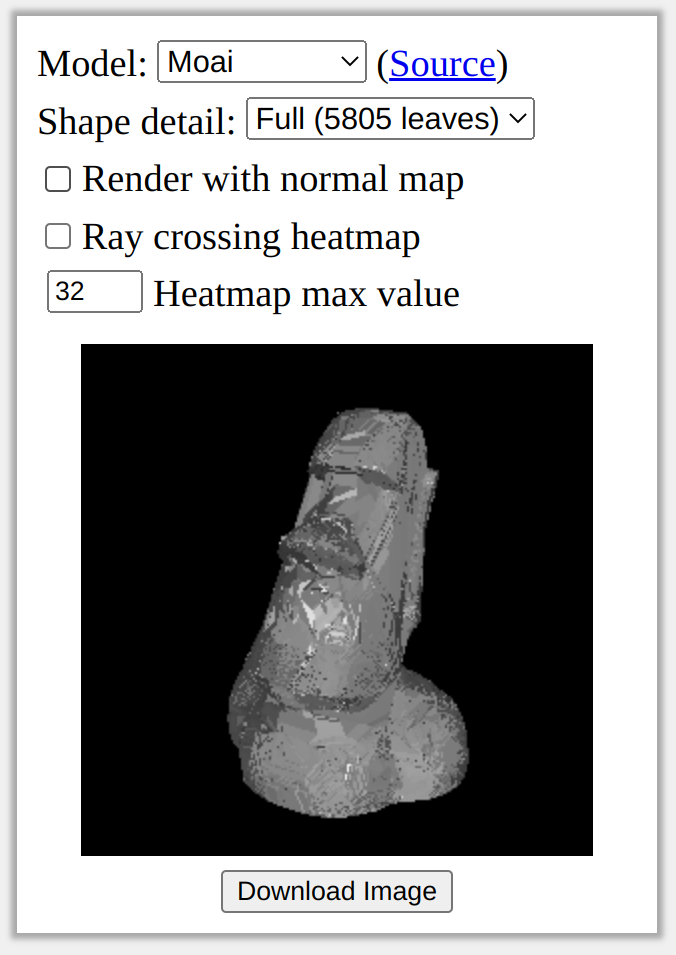 Model: Moai (Source)
Shape detail: Full (5805 leaves)
Render with normal map
Ray crossing heatmap
32 Heatmap max value
Download Image